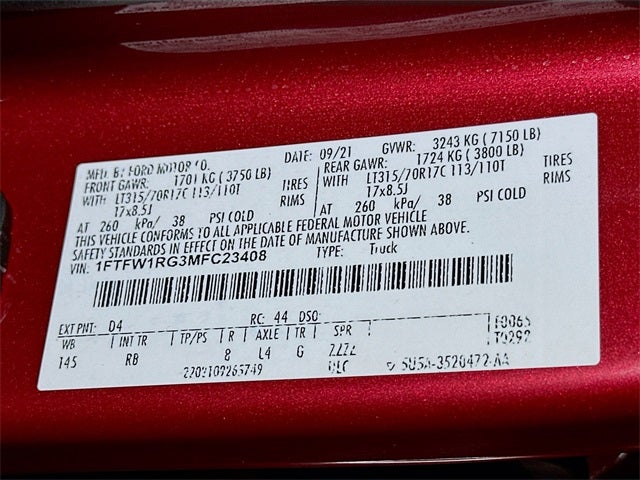 MFD. BY FORD MOTOR CO.
DATE: 09/21 GVWR: 3243 KG ( 7150 LB)
FRONT GAWR: 1701 KG ( 3750 LB) REAR GAWR: 1724 KG ( 3800 LB)
WITH LT315/70R17C 113/110T TIRES WITH LT315/70R17C 113/110T TIRES
17x8.5J RIMS 17x8.5J RIMS
AT 260 kPa/ 38 PSI COLD AT 260 kPa/ 38 PSI COLD
THIS VEHICLE CONFORMS TO ALL APPLICABLE FEDERAL MOTOR VEHICLE
SAFETY STANDARDS IN EFFECT ON THE DATE OF MANUFACTURE SHOWN ABOVE.
VIN: 1FTFW1RG3MFC23408 TYPE: Truck
EXT PNT: D4 RC: 44 DSO:
WB INT TR TP/PS R AXLE TR SPR
145 RB 8 L4 G ZZZZ
T0292
ULC 5U5A-3520472-AA